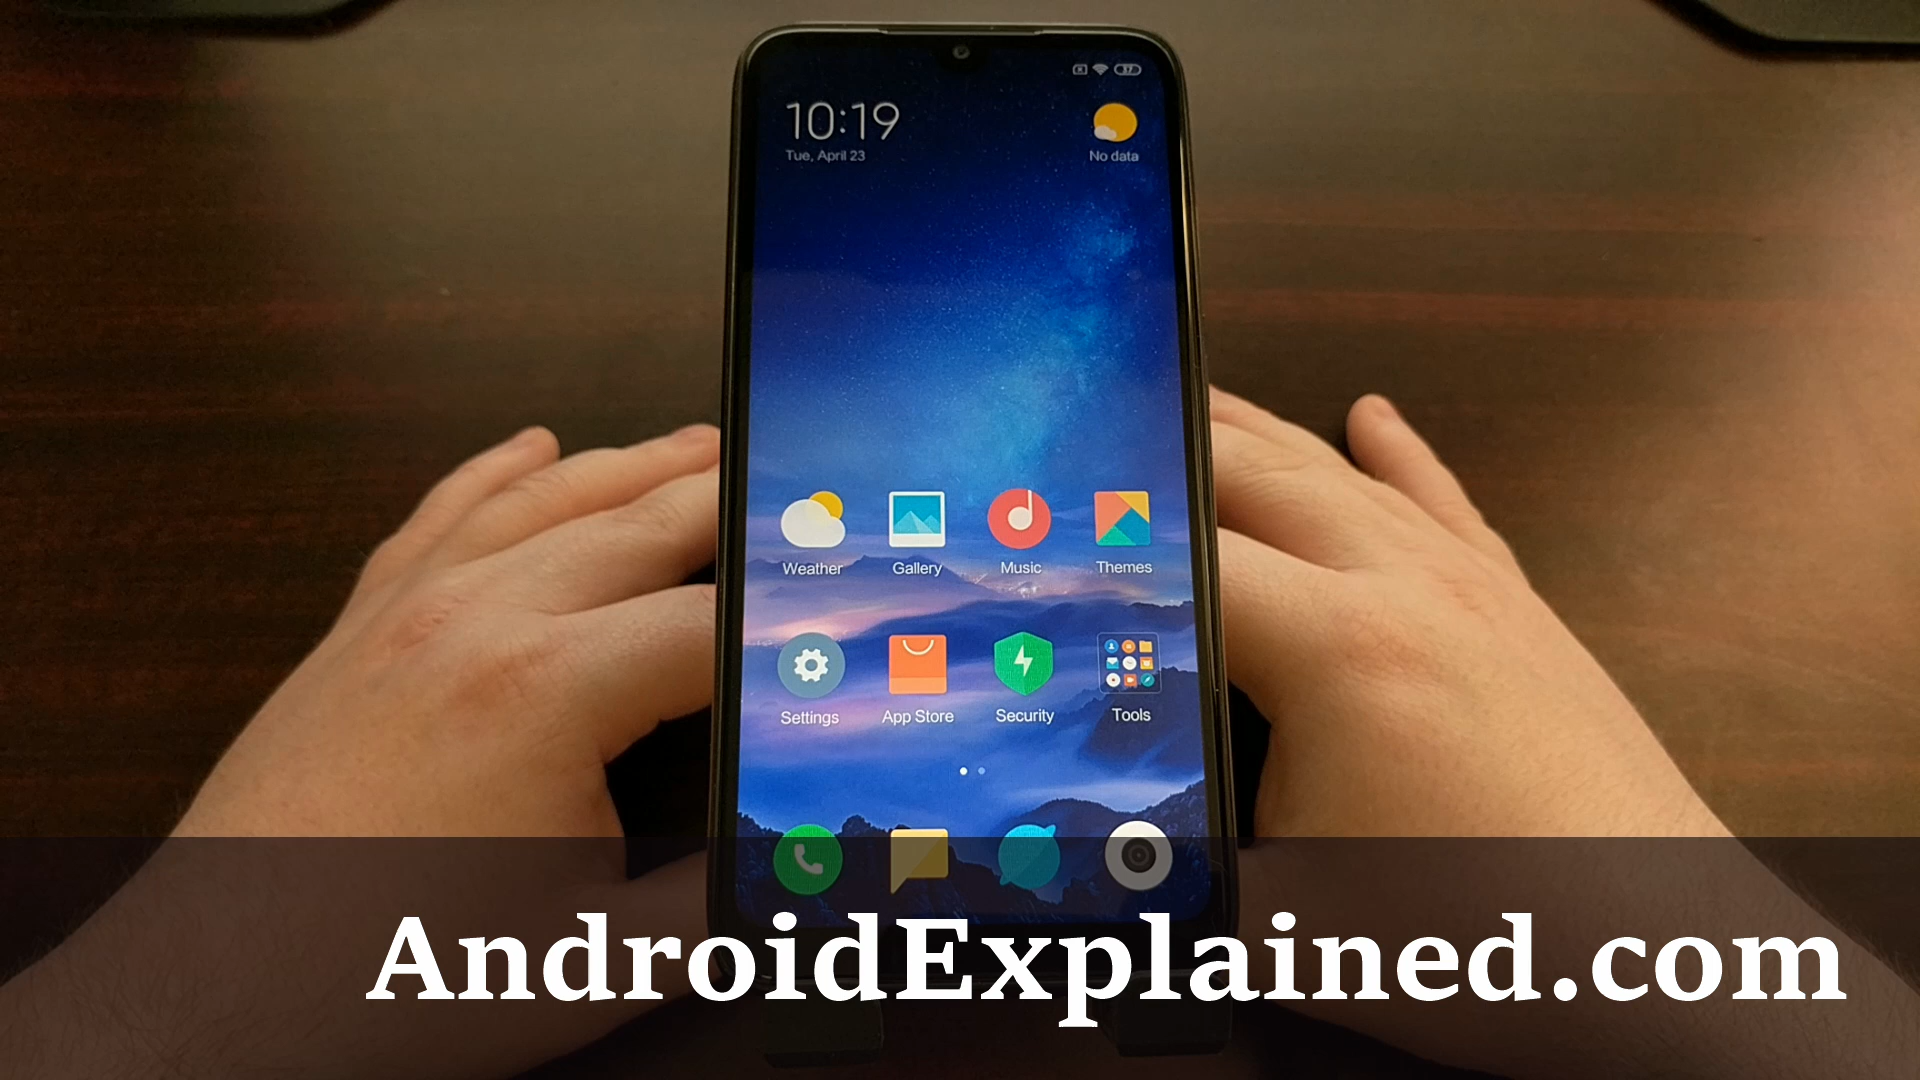 10:19
Tue, April 23
No data
Weather
Gallery
Music
Themes
Settings
App Store
Security
Tools
AndroidExplained.com